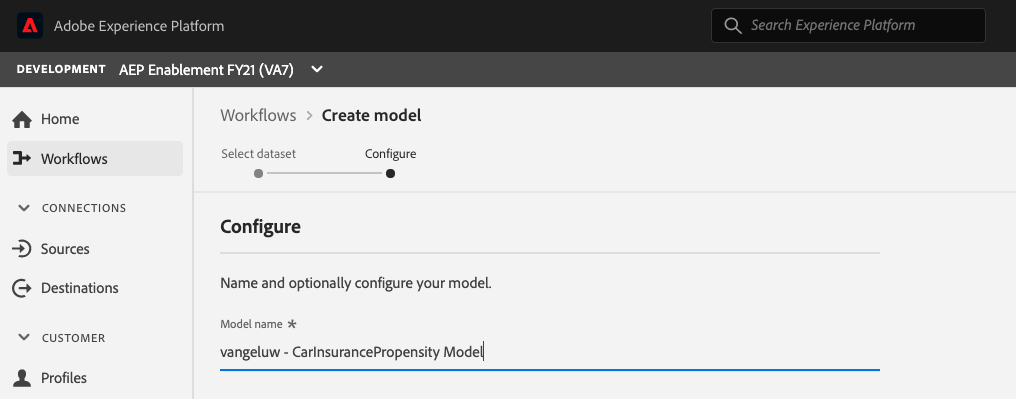 Adobe Experience Platform
Search Experience Platform
DEVELOPMENT AEP Enablement FY21 (VA7)
Home
Workflows
CONNECTIONS
Sources
Destinations
CUSTOMER
Profiles
Workflows > Create model
Select dataset
Configure
Configure
Name and optionally configure your model.
Model name *
vangeluw - CarInsurancePropensity Model